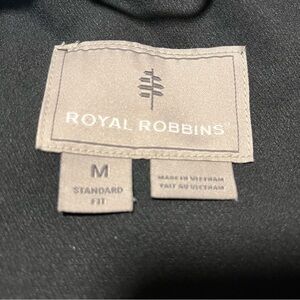 ROYAL ROBBINS®
M
STANDARD
FIT
MADE IN VIETNAM
FAIT AU VIETNAM